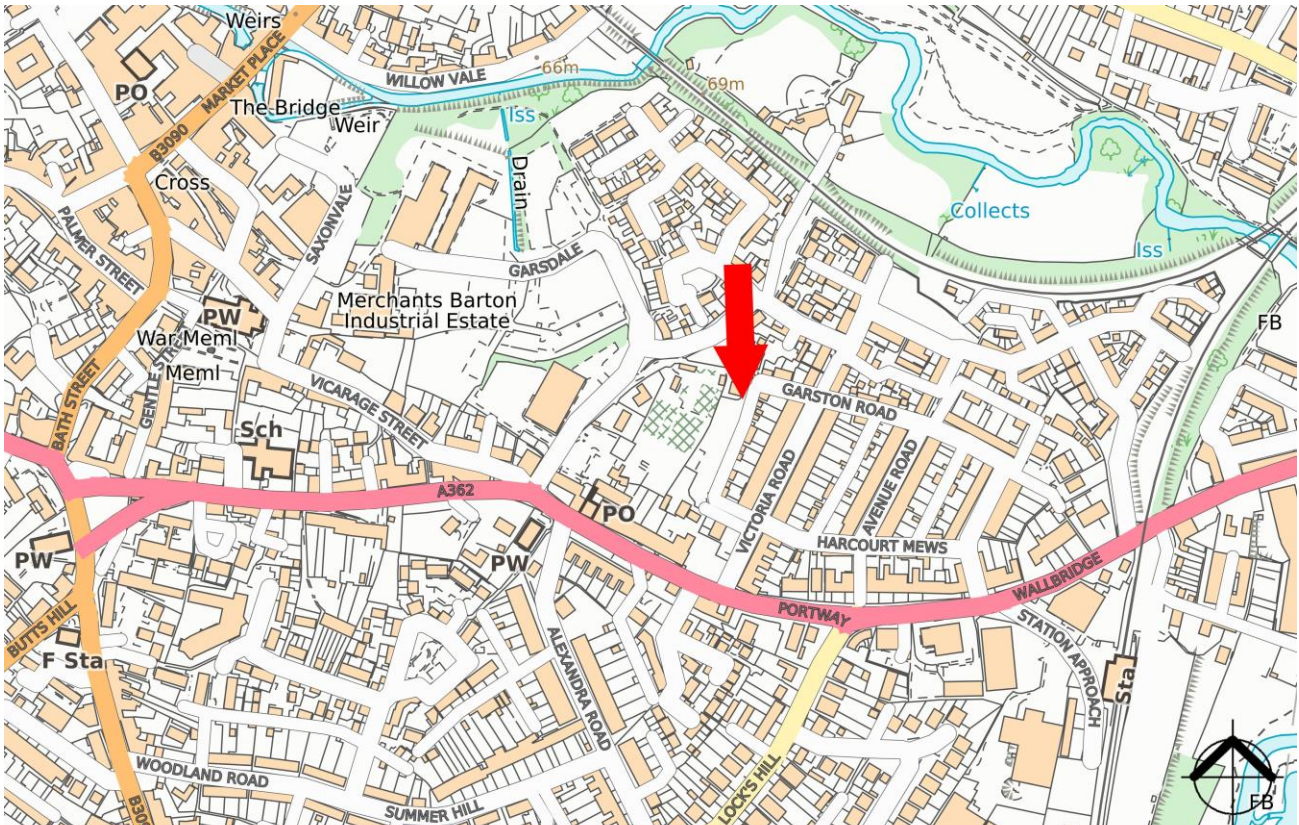 Weirs
MARKET PLACE
PO
WILLOW VALE
66m
69m
The Bridge
Weir
Iss
B3090
Cross
Drain
SAXONVALE
PALMER STREET
Collects
Iss
GARSDALE
Merchants Barton
Industrial Estate
PW
War Meml
FB
Meml
GENTLE STR
VICARAGE STREET
GARSTON ROAD
BATH STREET
Sch
A362
PO
VICTORIA ROAD
AVENUE ROAD
HARCOURT MEWS
PW
PW
PORTWAY
WALLBRIDGE
BUTTS HILL
F Sta
ALEXANDRA ROAD
STATION APPROACH
Sta
WOODLAND ROAD
SUMMER HILL
LOCK'S HILL
B309
FB